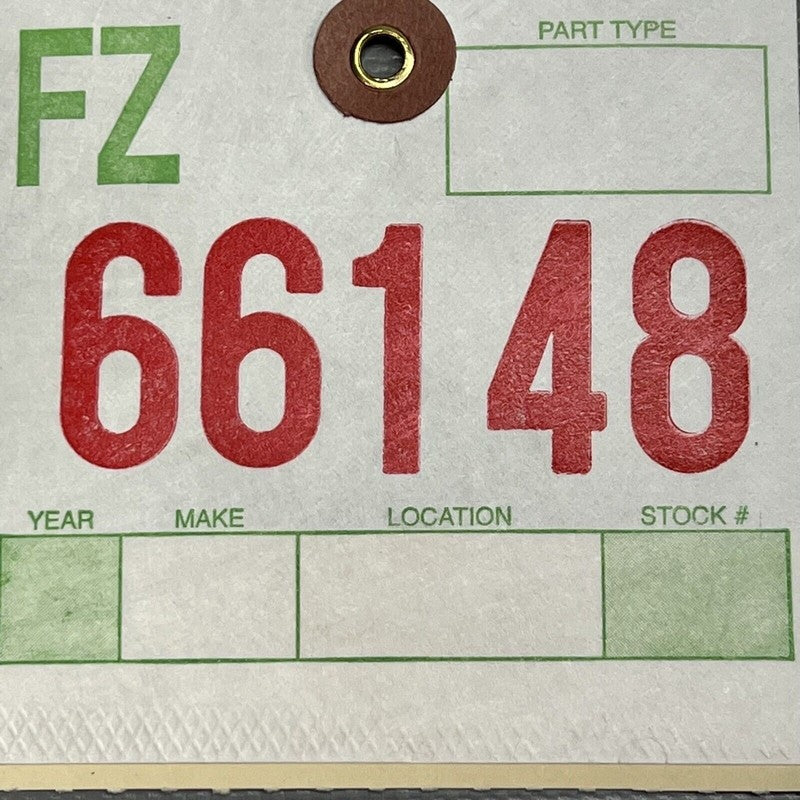 FZ
PART TYPE
66148
YEAR MAKE LOCATION STOCK #